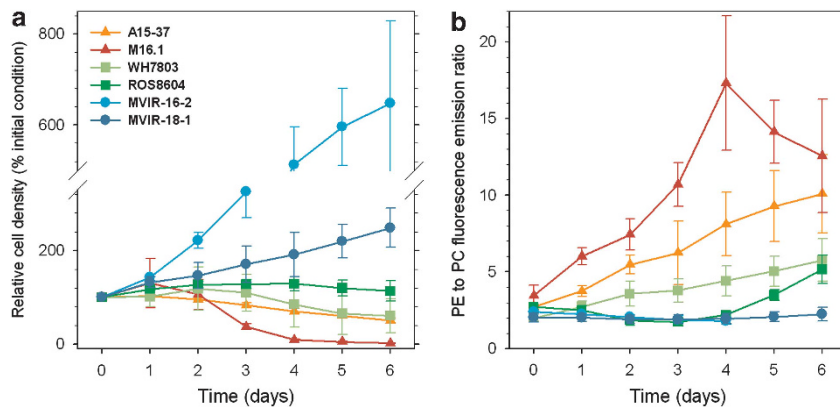 a
Relative cell density (% initial condition)
800
600
200
0
A15-37
M16.1
WH7803
ROS8604
MVIR-16-2
MVIR-18-1
0 1 2 3 4 5 6
Time (days)
b
PE to PC fluorescence emission ratio
20
15
10
5
0
0 1 2 3 4 5 6
Time (days)